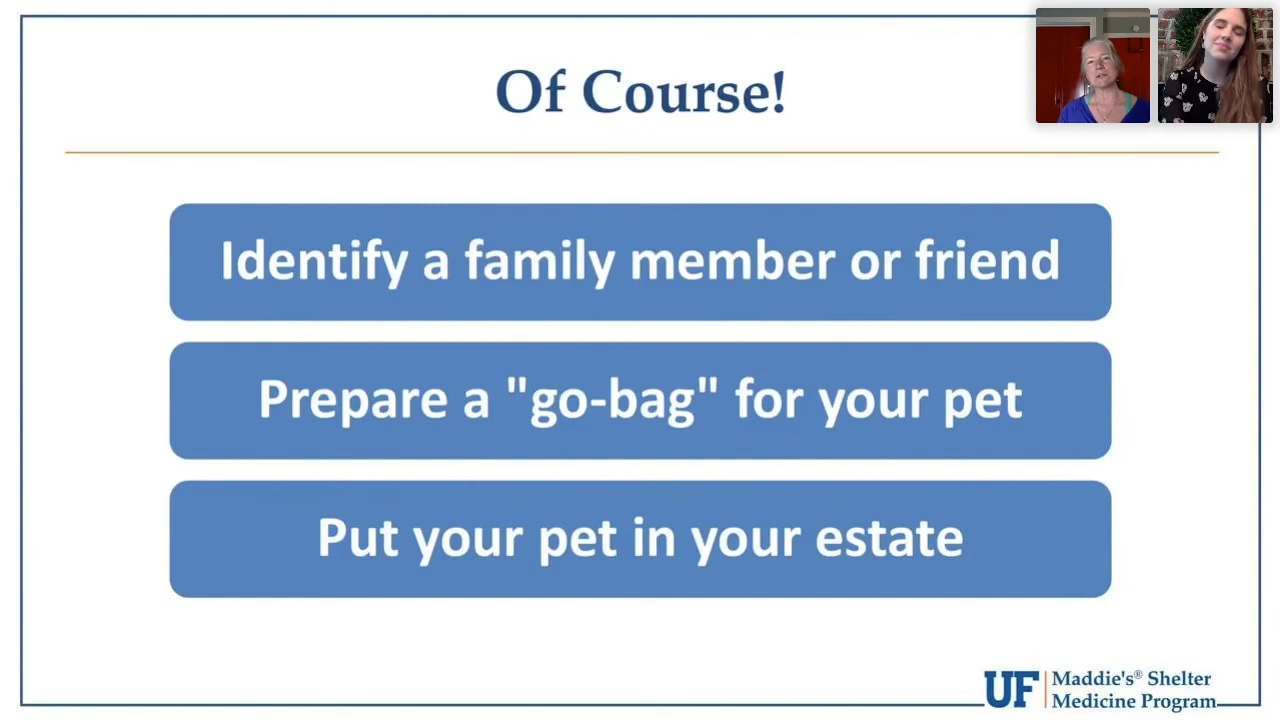 Of Course!
Identify a family member or friend
Prepare a "go-bag" for your pet
Put your pet in your estate
UF Maddie's® Shelter
Medicine Program